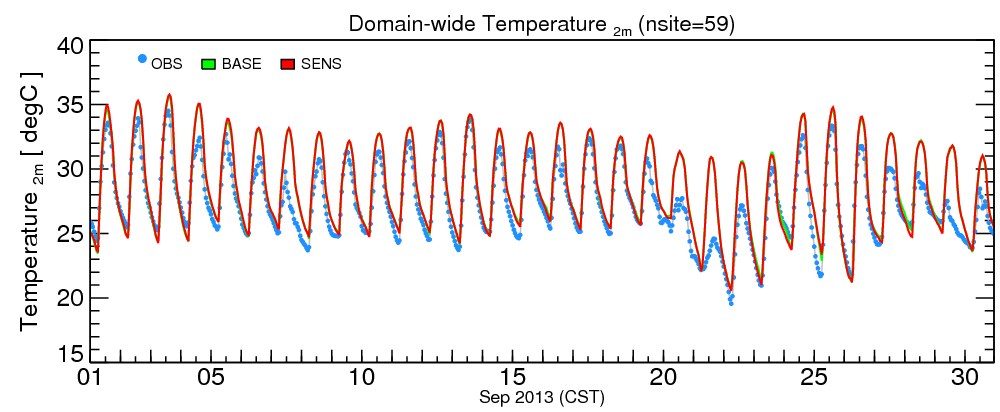 Domain-wide Temperature 2m (nsite=59)
OBS BASE SENS
Temperature 2m [ degC ]
40
35
30
25
20
15
01 05 10 15 20 25 30
Sep 2013 (CST)